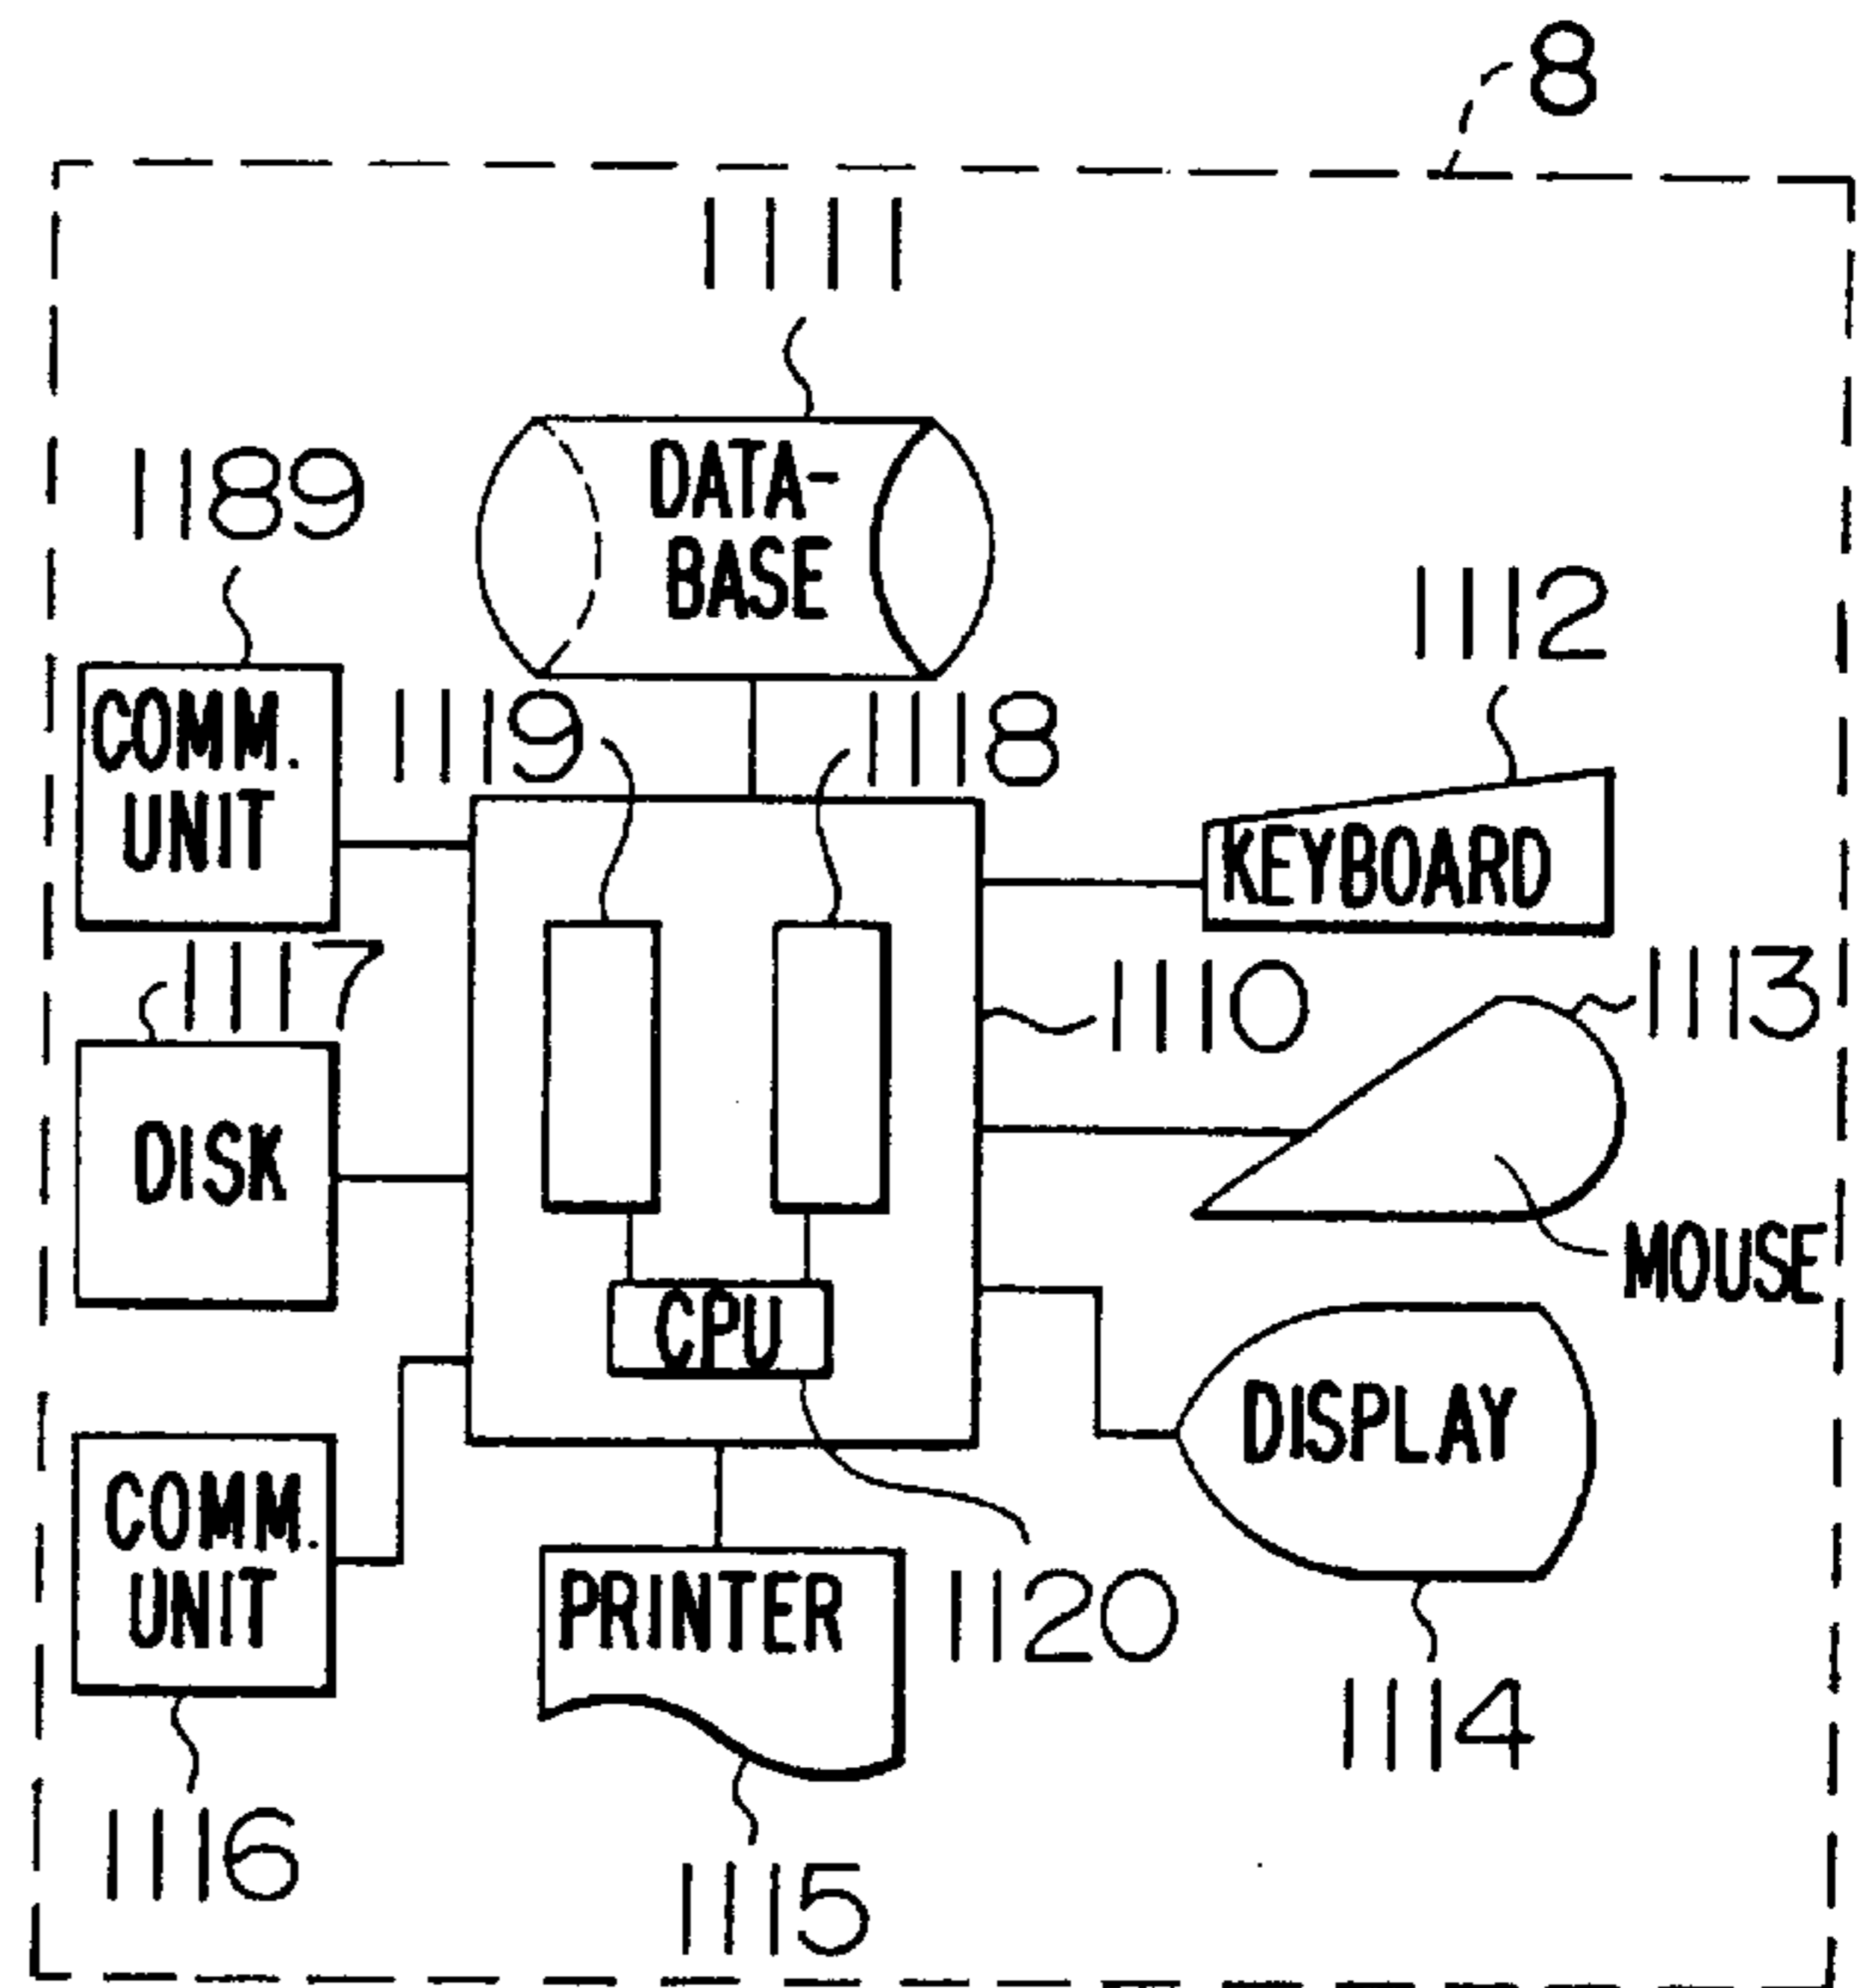 8
1111
DATA-
BASE
1189
COMM.
UNIT
1119
1118
1112
KEYBOARD
1117
DISK
1110
1113
MOUSE
CPU
DISPLAY
COMM.
UNIT
PRINTER
1120
1114
1116
1115